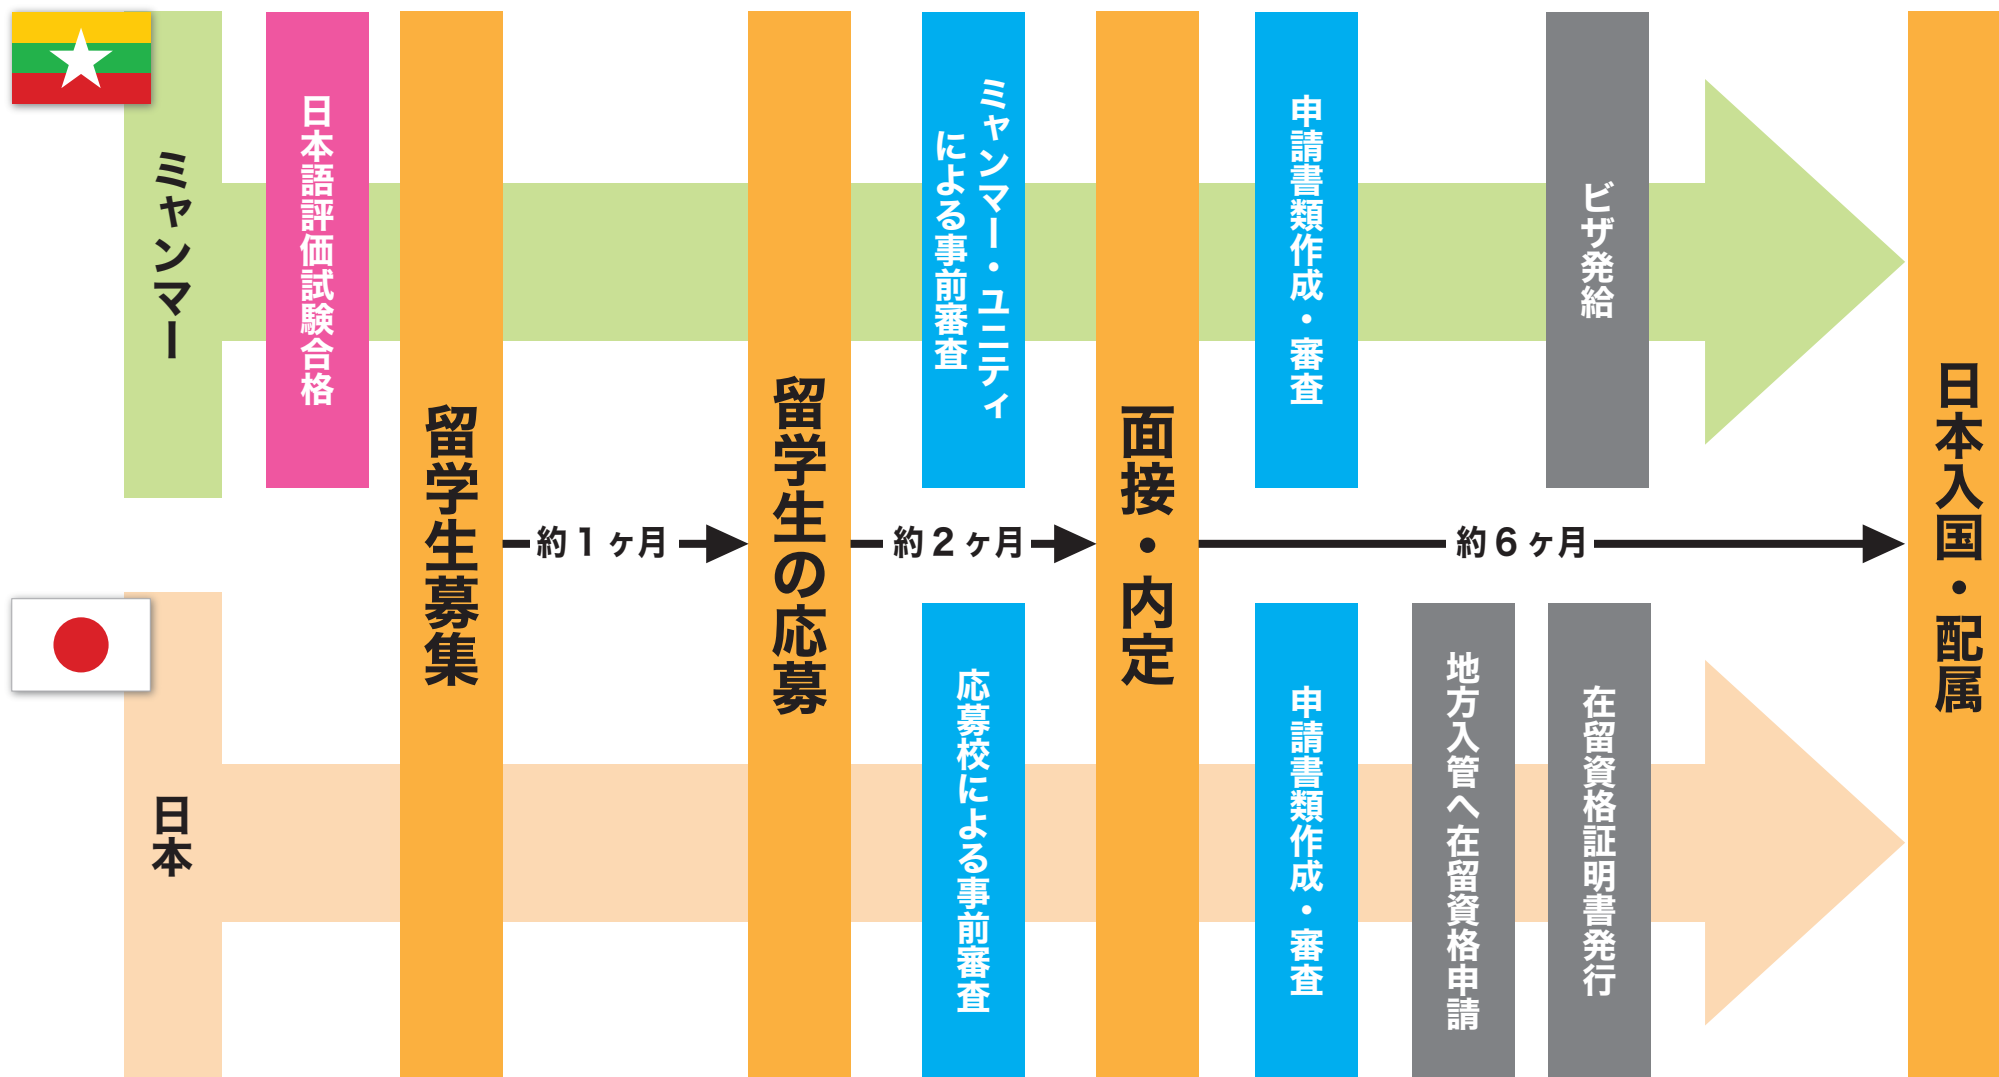 ミャンマー
日本語評価試験合格
留学生募集
約１ヶ月
留学生の応募
ミャンマー・ユニティ
による事前審査
約２ヶ月
面接・内定
申請書類作成・審査
ビザ発給
約６ヶ月
日本入国・配属
日本
応募校による事前審査
申請書類作成・審査
地方入管へ在留資格申請
在留資格証明書発行